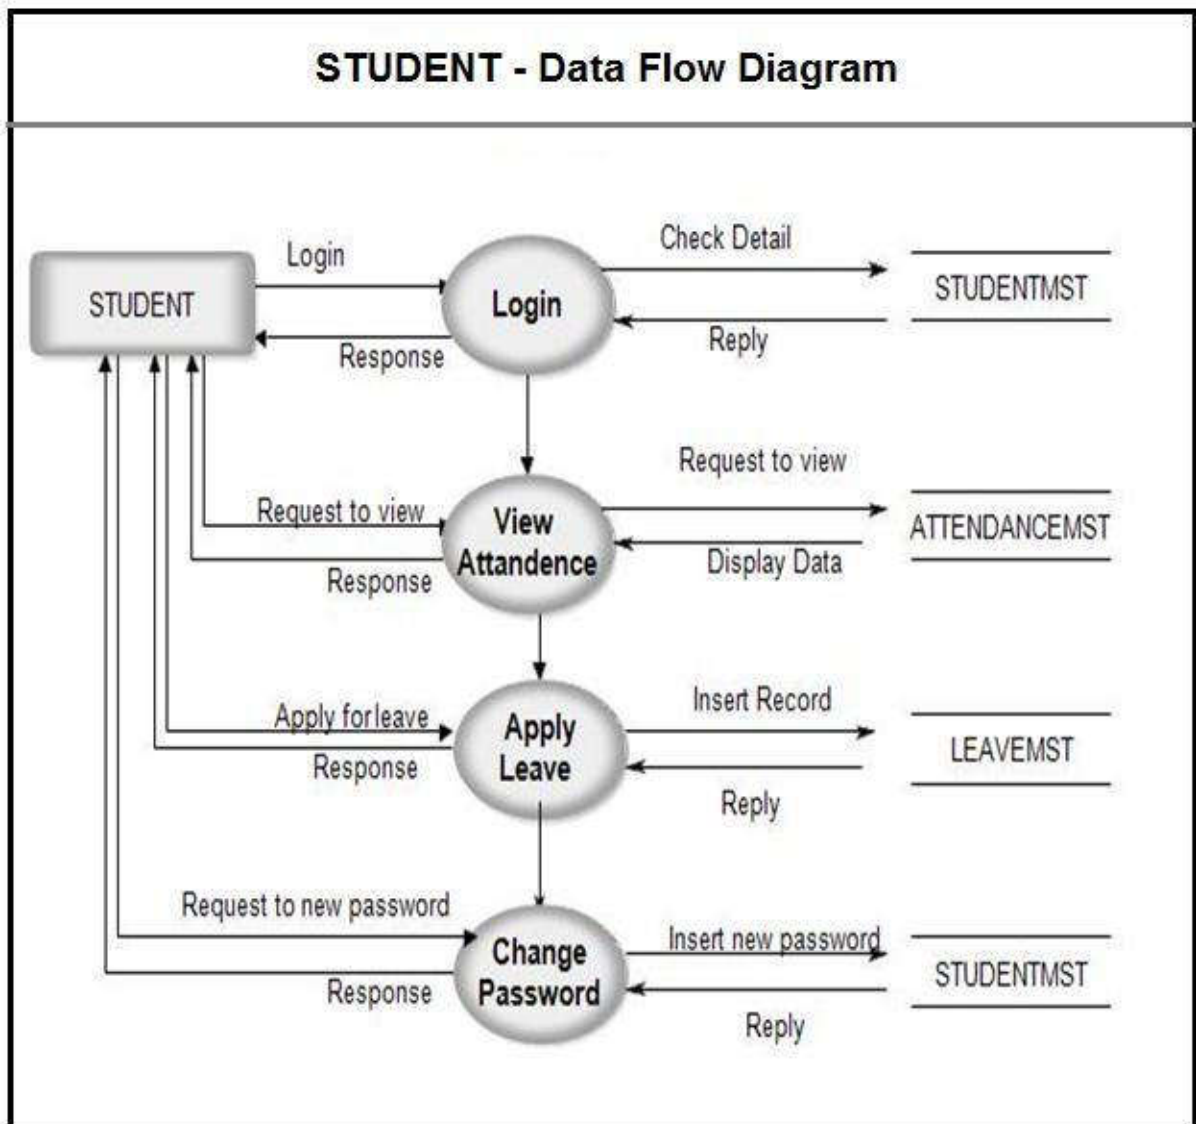 STUDENT - Data Flow Diagram
Login
Check Detail
STUDENT
Login
STUDENTMST
Response
Reply
Request to view
Request to view
View
Attandence
ATTENDANCEMST
Response
Display Data
Apply for leave
Insert Record
Apply
Leave
LEAVEMST
Response
Reply
Request to new password
Insert new password
Change
Password
STUDENTMST
Response
Reply